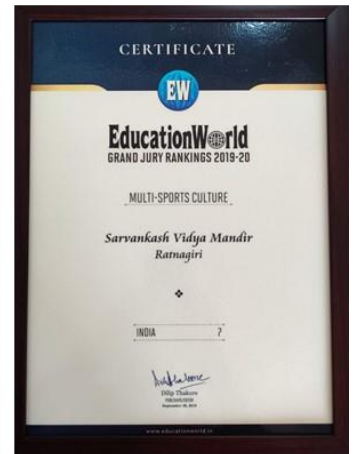 CERTIFICATE
EW
EducationWorld
GRAND JURY RANKINGS 2019-20
MULTI-SPORTS CULTURE
Sarvankash Vidya Mandir
Ratnagiri
INDIA 7
Dilip Thakore
www.educationworld.in